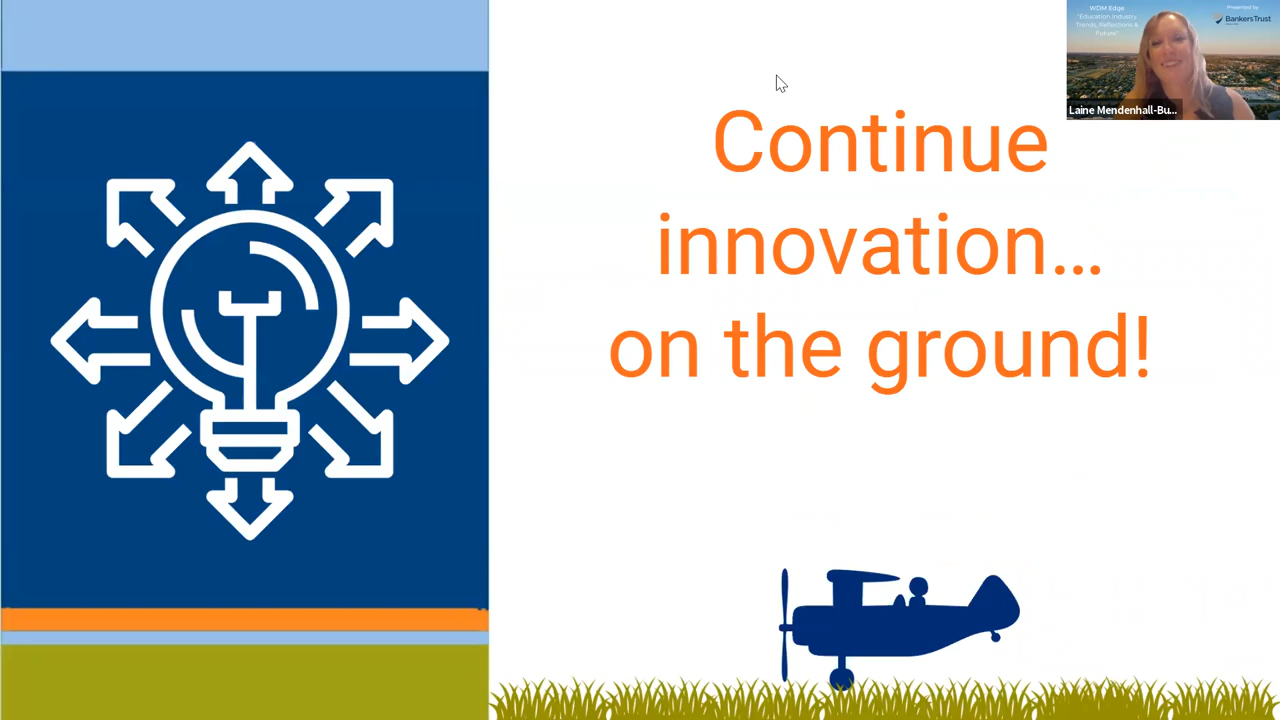 Continue
innovation...
on the ground!
WDM Edge
"Education Industry
Trends, Reflections &
Future"
Presented by
BankersTrust
Laine Mendenhall-Bu...